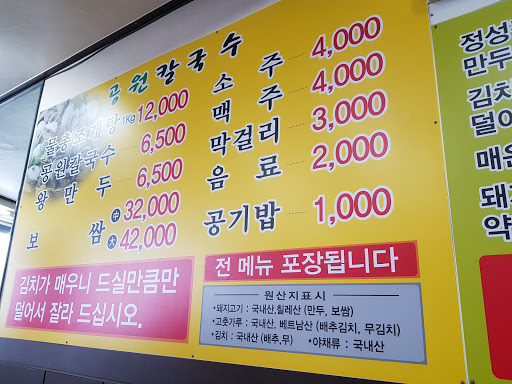 공원칼국수
물총조개탕 1Kg 12,000
공원칼국수 6,500
왕만두 6,500
보쌈 中 32,000
大 42,000
소주 4,000
맥주 4,000
막걸리 3,000
음료 2,000
공기밥 1,000
김치가 매우니 드실만큼만
덜어서 잘라 드십시오.
전 메뉴 포장됩니다
원산지표시
•돼지고기 : 국내산,칠레산 (만두, 보쌈)
•고춧가루 : 국내산, 베트남산 (배추김치, 무김치)
•김치 : 국내산 (배추,무) •야채류 : 국내산
정성
만두
김치
덜어
매운
돼
약